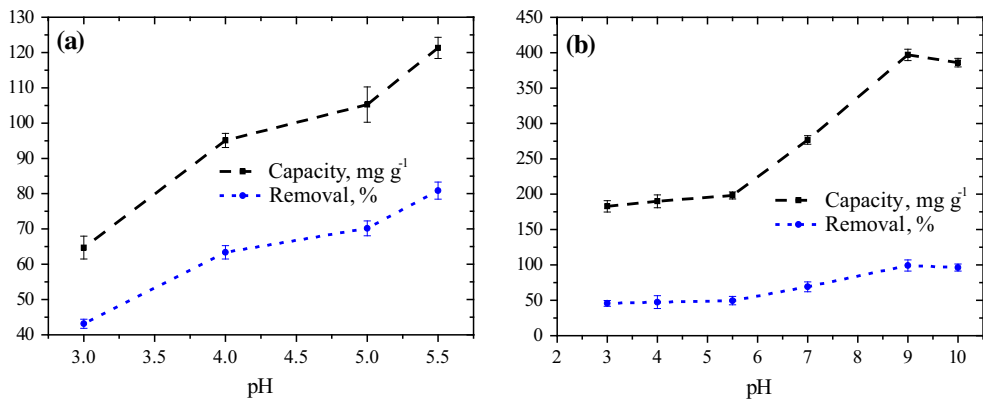 (a)
130
120
110
100
90
80
70
60
50
40
3.0 3.5 4.0 4.5 5.0 5.5
pH
Capacity, mg g⁻¹
Removal, %
(b)
450
400
350
300
250
200
150
100
50
0
2 3 4 5 6 7 8 9 10
pH
Capacity, mg g⁻¹
Removal, %